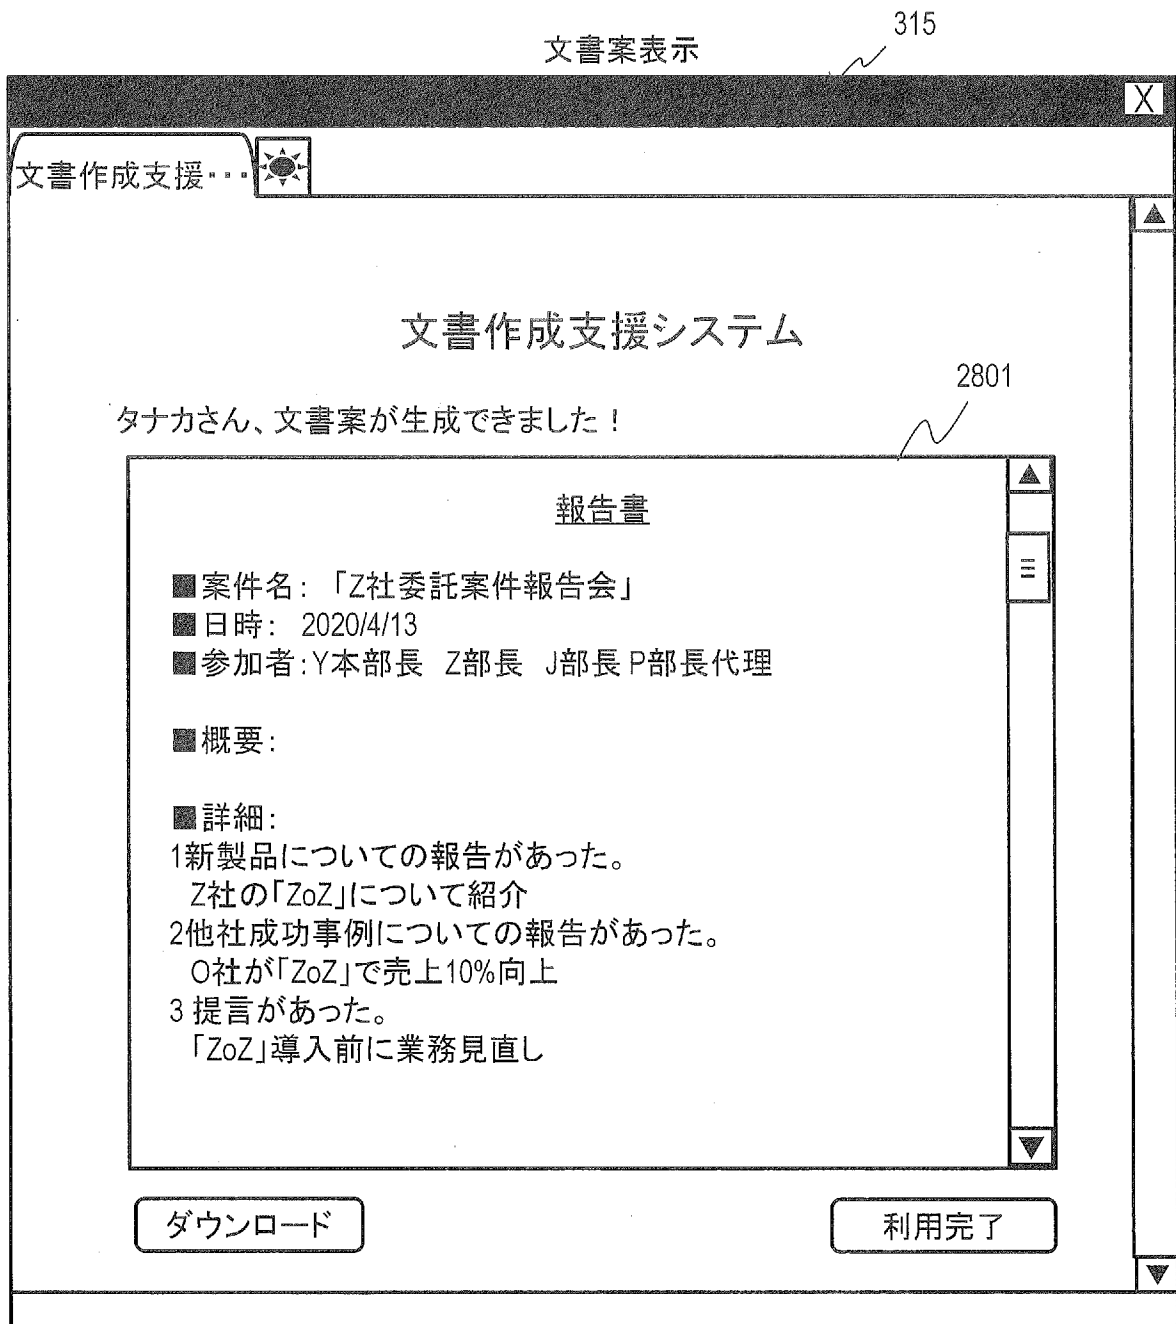 315
文書案表示
X
文書作成支援・・・
文書作成支援システム
2801
タナカさん、文書案が生成できました！
報告書
■案件名：「Z社委託案件報告会」
■日時： 2020/4/13
■参加者：Y本部長 Z部長 J部長 P部長代理
■概要：
■詳細：
1新製品についての報告があった。
Z社の「ZoZ」について紹介
2他社成功事例についての報告があった。
O社が「ZoZ」で売上10%向上
3 提言があった。
「ZoZ」導入前に業務見直し
ダウンロード
利用完了